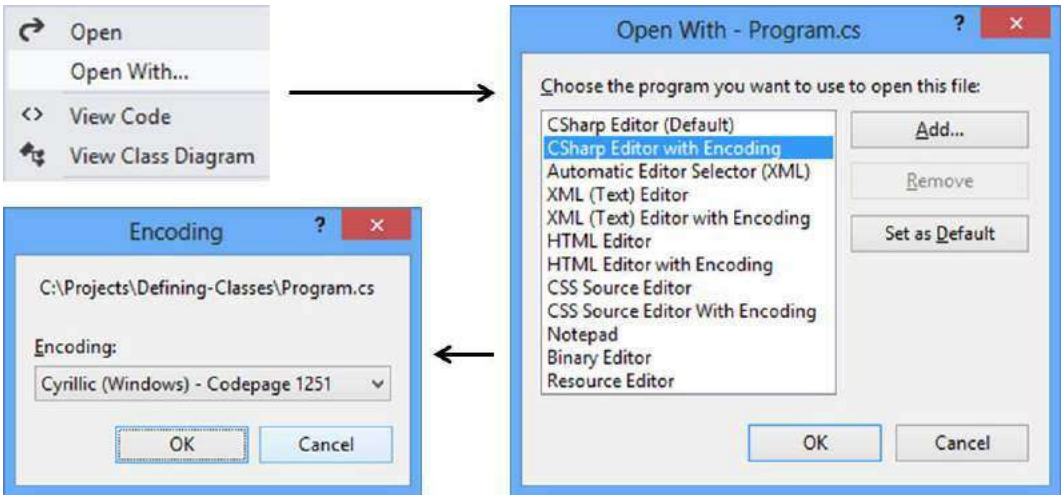 Open
Open With...
View Code
View Class Diagram
Open With - Program.cs
?
Choose the program you want to use to open this file:
CSharp Editor (Default)
CSharp Editor with Encoding
Automatic Editor Selector (XML)
XML (Text) Editor
XML (Text) Editor with Encoding
HTML Editor
HTML Editor with Encoding
CSS Source Editor
CSS Source Editor With Encoding
Notepad
Binary Editor
Resource Editor
Add...
Remove
Set as Default
OK
Cancel
Encoding
?
C:\Projects\Defining-Classes\Program.cs
Encoding:
Cyrillic (Windows) - Codepage 1251
OK
Cancel